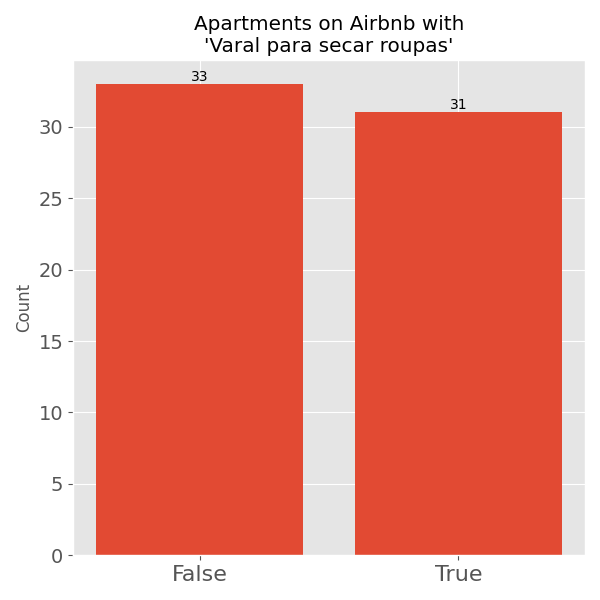 Apartments on Airbnb with
'Varal para secar roupas'
33
31
30
25
20
15
10
5
0
Count
False
True